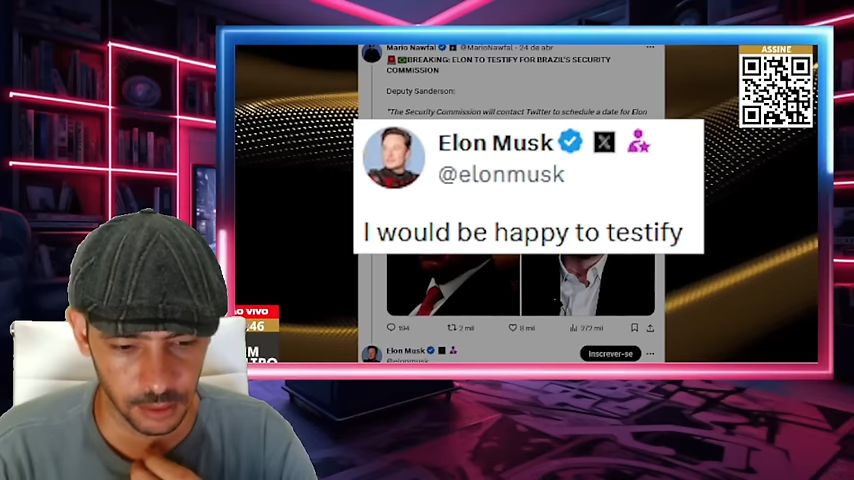 ASSINE
Mario Nawfal @MarioNawfal · 24 de abr
BREAKING: ELON TO TESTIFY FOR BRAZIL'S SECURITY
COMMISSION
Deputy Sanderson:
"The Security Commission will contact Twitter to schedule a date for Elon
Elon Musk
@elonmusk
I would be happy to testify
2 mil
8 mil
Elon Musk
@elonmusk
Inscrever-se
VIVO